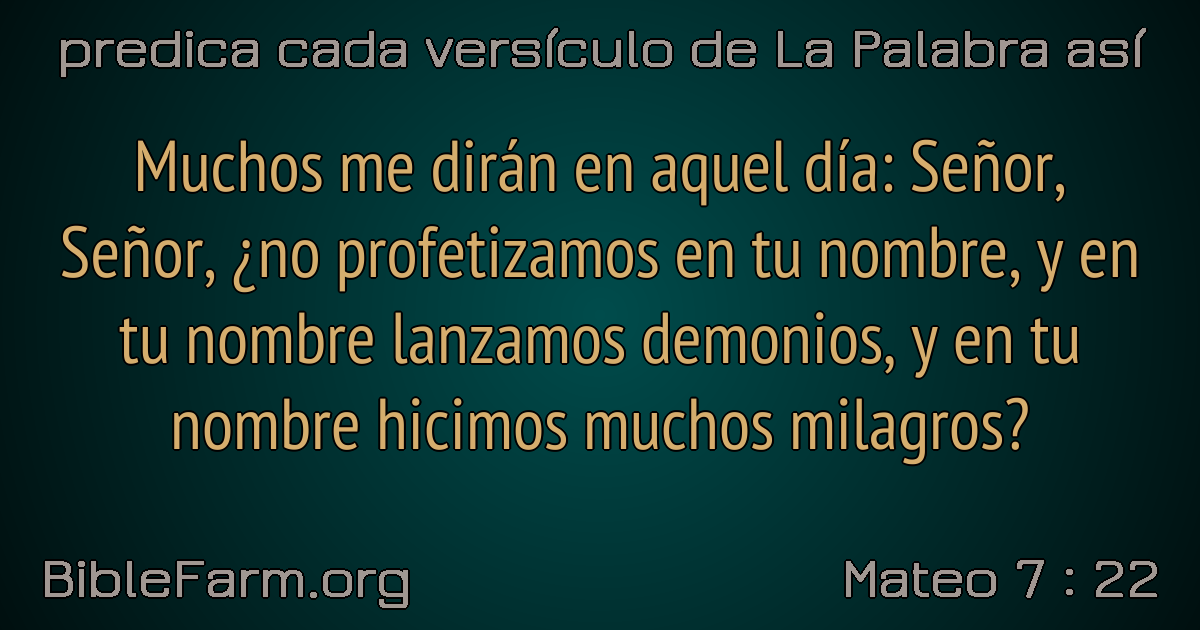 predica cada versículo de La Palabra así
Muchos me dirán en aquel día: Señor,
Señor, ¿no profetizamos en tu nombre, y en
tu nombre lanzamos demonios, y en tu
nombre hicimos muchos milagros?
BibleFarm.org
Mateo 7 : 22